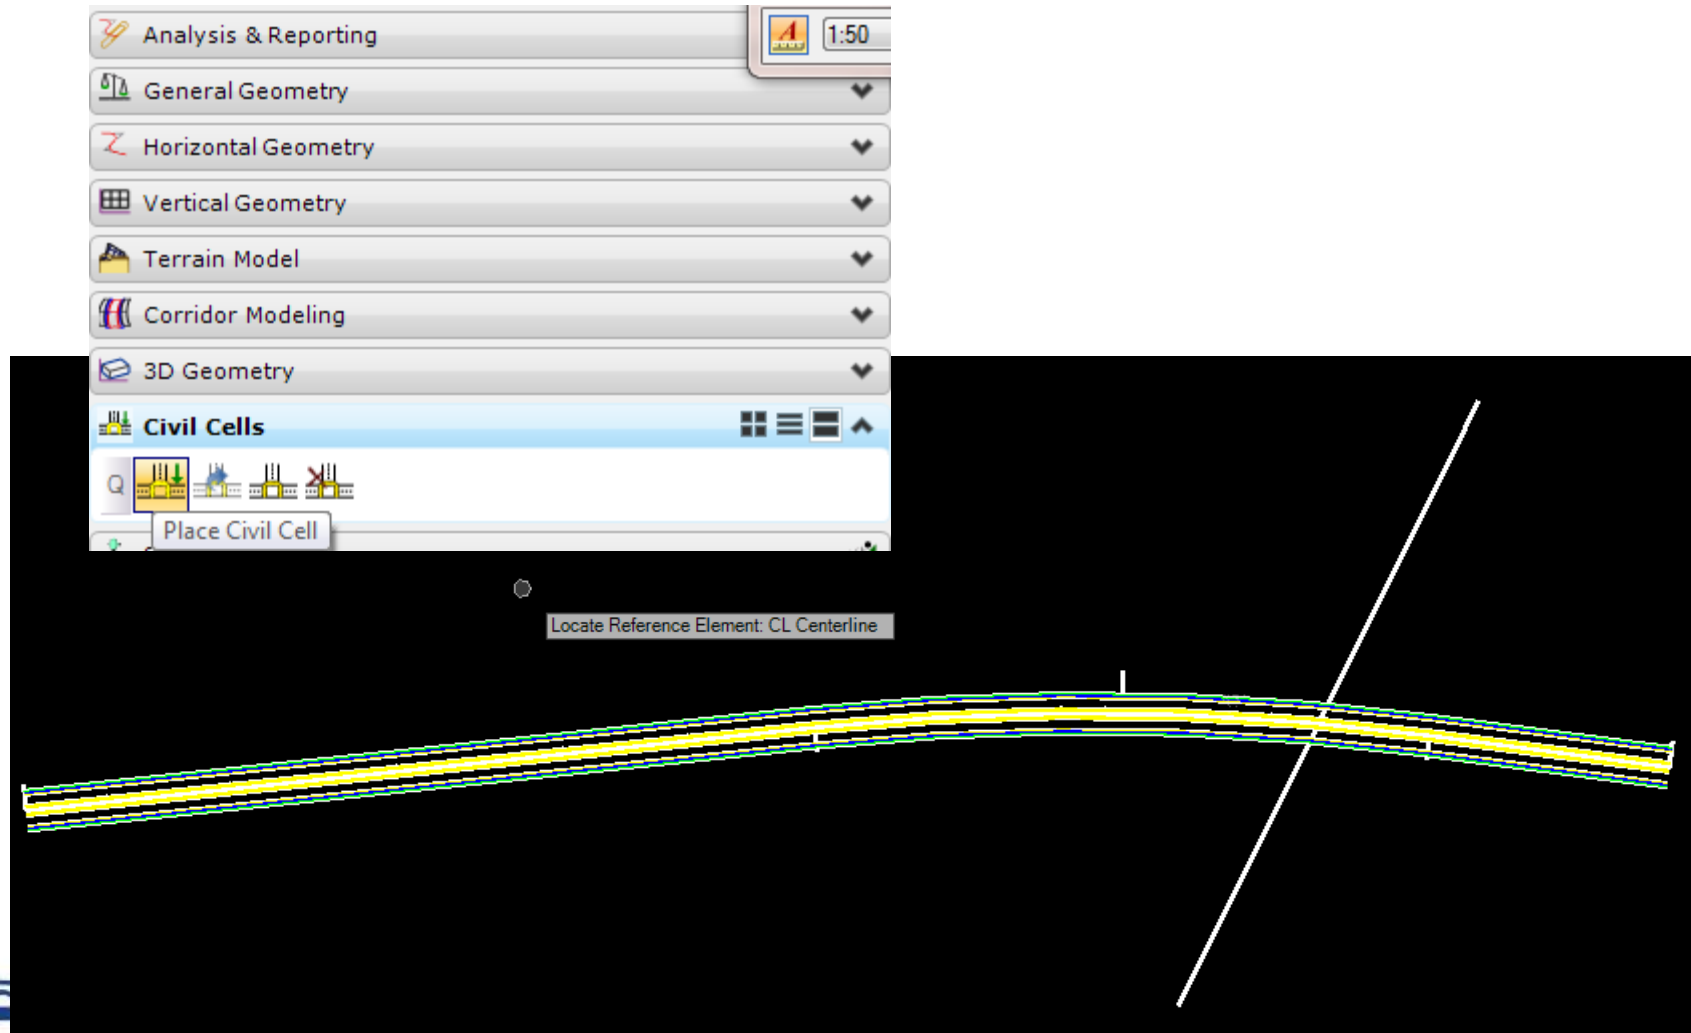 Analysis & Reporting
1:50
General Geometry
Horizontal Geometry
Vertical Geometry
Terrain Model
Corridor Modeling
3D Geometry
Civil Cells
Q
Place Civil Cell
Locate Reference Element: CL Centerline